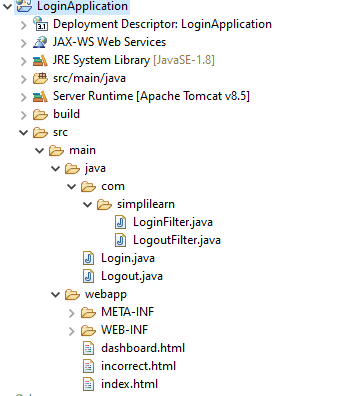 LoginApplication
3.1 Deployment Descriptor: LoginApplication
JAX-WS Web Services
JRE System Library [JavaSE-1.8]
src/main/java
Server Runtime [Apache Tomcat v8.5]
build
src
main
java
com
simplilearn
LoginFilter.java
LogoutFilter.java
Login.java
Logout.java
webapp
META-INF
WEB-INF
dashboard.html
incorrect.html
index.html